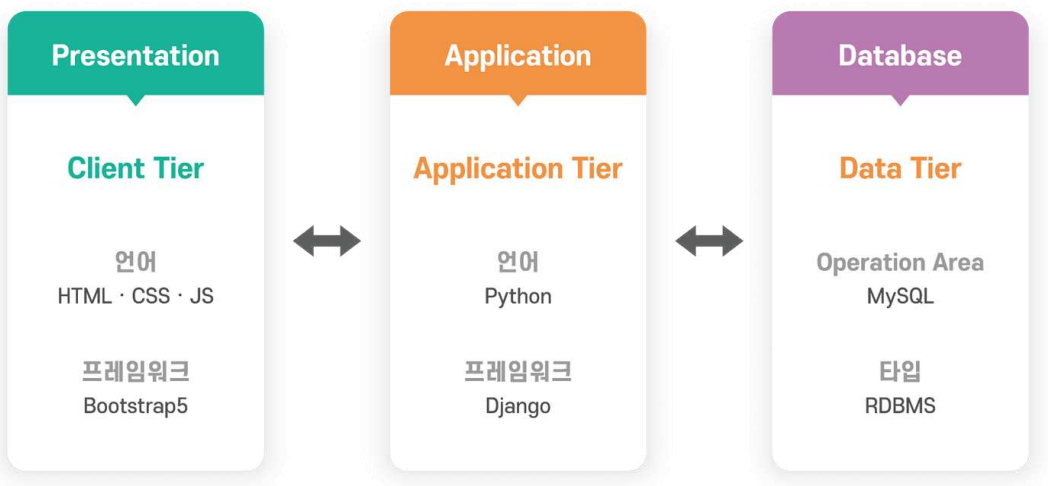 Presentation
Client Tier
언어
HTML · CSS · JS
프레임워크
Bootstrap5
Application
Application Tier
언어
Python
프레임워크
Django
Database
Data Tier
Operation Area
MySQL
타입
RDBMS